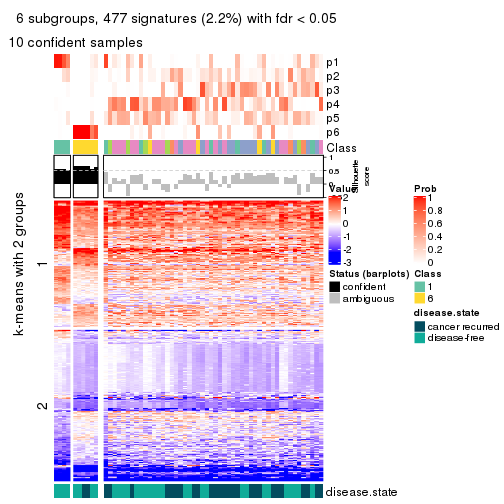 6 subgroups, 477 signatures (2.2%) with fdr < 0.05
10 confident samples
p1
p2
p3
p4
p5
p6
Class
1
0.5
0
Silhouette
score
k-means with 2 groups
1
2
Value
2
1
0
-1
-2
-3
Status (barplots)
confident
ambiguous
Prob
1
0.8
0.6
0.4
0.2
0
Class
1
6
disease.state
cancer recurred
disease-free
disease.state